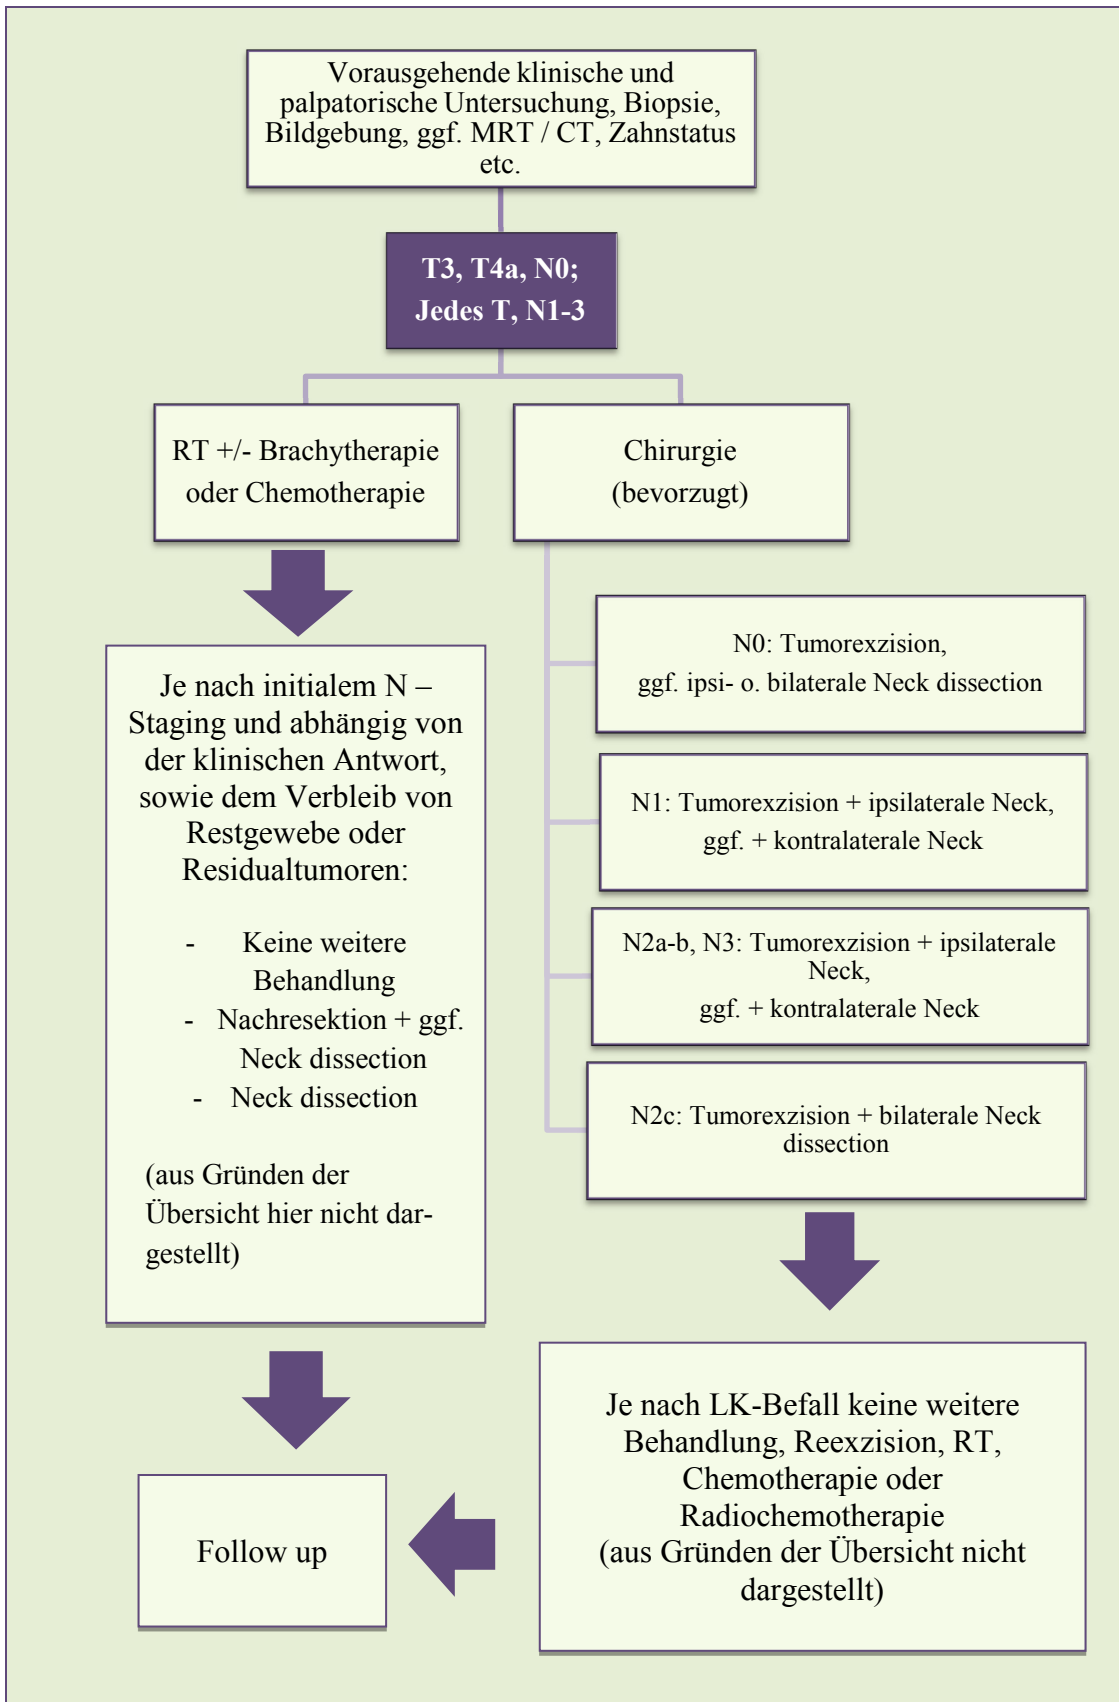 Vorausgehende klinische und
palpatorische Untersuchung, Biopsie,
Bildgebung, ggf. MRT / CT, Zahnstatus
etc.
T3, T4a, N0;
Jedes T, N1-3
RT +/- Brachytherapie
oder Chemotherapie
Chirurgie
(bevorzugt)
Je nach initialem N –
Staging und abhängig von
der klinischen Antwort,
sowie dem Verbleib von
Restgewebe oder
Residualtumoren:
- Keine weitere
Behandlung
- Nachresektion + ggf.
Neck dissection
- Neck dissection
(aus Gründen der
Übersicht hier nicht dar-
gestellt)
N0: Tumorexzision,
ggf. ipsi- o. bilaterale Neck dissection
N1: Tumorexzision + ipsilaterale Neck,
ggf. + kontralaterale Neck
N2a-b, N3: Tumorexzision + ipsilaterale
Neck,
ggf. + kontralaterale Neck
N2c: Tumorexzision + bilaterale Neck
dissection
Je nach LK-Befall keine weitere
Behandlung, Reexzision, RT,
Chemotherapie oder
Radiochemotherapie
(aus Gründen der Übersicht nicht
dargestellt)
Follow up